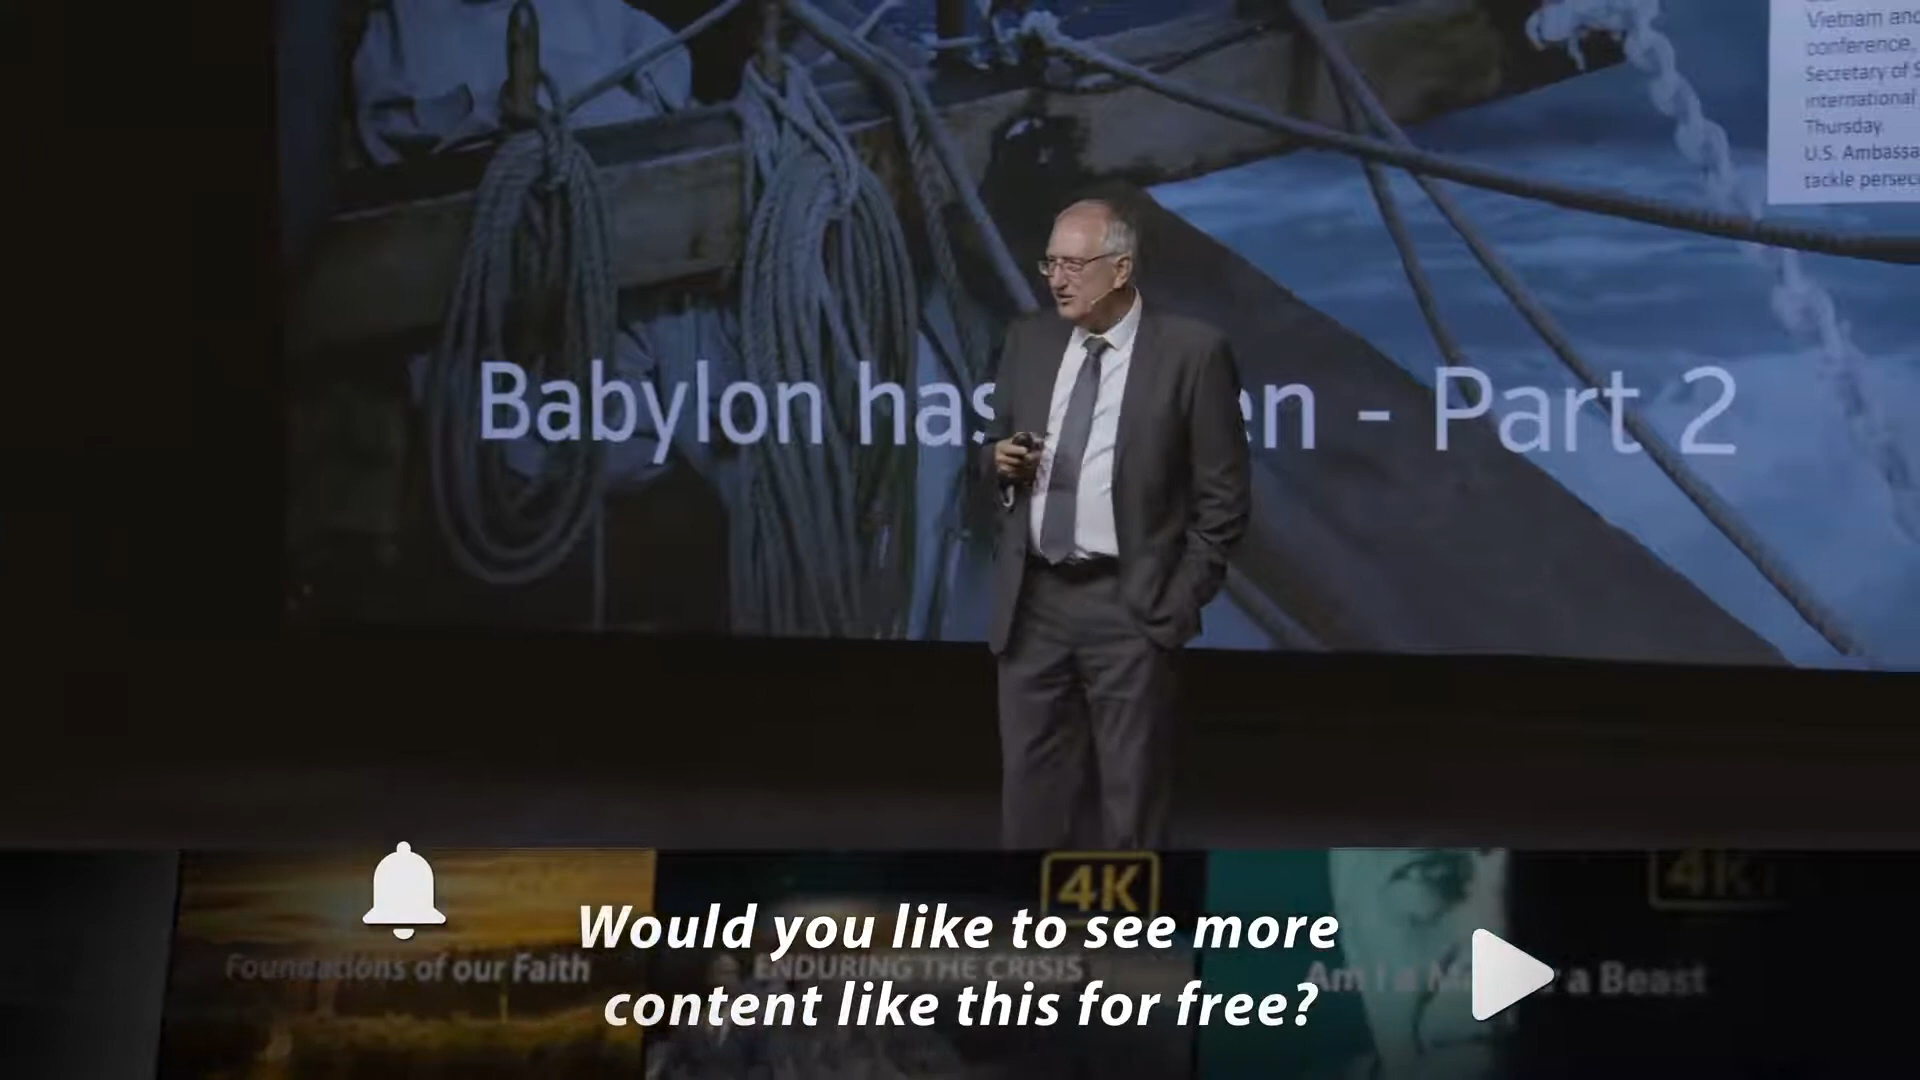 Vietnam and
conference,
Secretary of S
international
Thursday.
U.S. Ambassa
tackle persec
Babylon has en - Part 2
4K
4K
Would you like to see more
Foundations of our Faith
ENDURING THE CRISIS
Am I a M r a Beast
content like this for free?